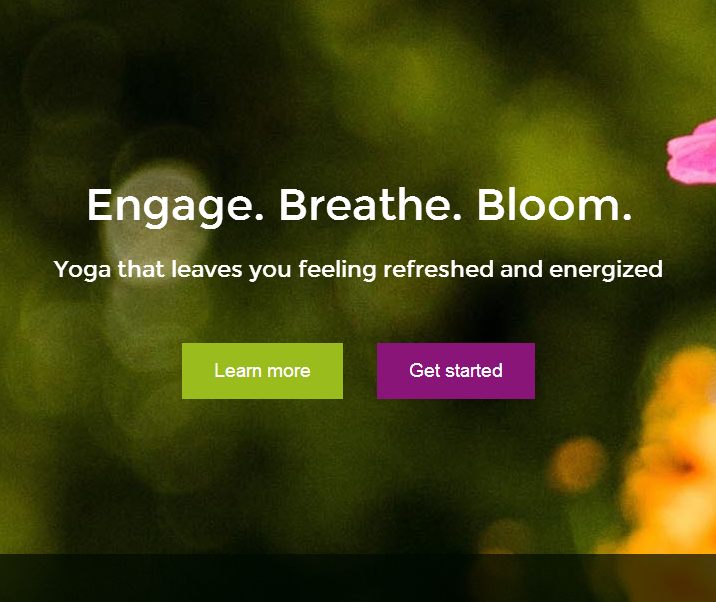 Engage. Breathe. Bloom.
Yoga that leaves you feeling refreshed and energized
Learn more
Get started